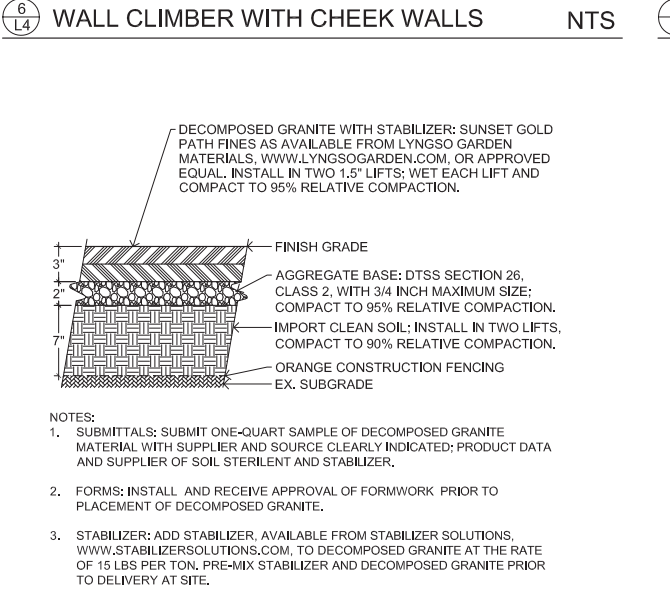 6
L4
WALL CLIMBER WITH CHEEK WALLS
NTS
DECOMPOSED GRANITE WITH STABILIZER: SUNSET GOLD
PATH FINES AS AVAILABLE FROM LYNGSO GARDEN
MATERIALS, WWW.LYNGSOGARDEN.COM, OR APPROVED
EQUAL. INSTALL IN TWO 1.5" LIFTS; WET EACH LIFT AND
COMPACT TO 95% RELATIVE COMPACTION.
FINISH GRADE
3"
AGGREGATE BASE: DTSS SECTION 26,
CLASS 2, WITH 3/4 INCH MAXIMUM SIZE;
COMPACT TO 95% RELATIVE COMPACTION.
2"
IMPORT CLEAN SOIL; INSTALL IN TWO LIFTS,
COMPACT TO 90% RELATIVE COMPACTION.
7"
ORANGE CONSTRUCTION FENCING
EX. SUBGRADE
NOTES:
1. SUBMITTALS: SUBMIT ONE-QUART SAMPLE OF DECOMPOSED GRANITE
MATERIAL WITH SUPPLIER AND SOURCE CLEARLY INDICATED; PRODUCT DATA
AND SUPPLIER OF SOIL STERILENT AND STABILIZER.
2. FORMS: INSTALL AND RECEIVE APPROVAL OF FORMWORK PRIOR TO
PLACEMENT OF DECOMPOSED GRANITE.
3. STABILIZER: ADD STABILIZER, AVAILABLE FROM STABILIZER SOLUTIONS,
WWW.STABILIZERSOLUTIONS.COM, TO DECOMPOSED GRANITE AT THE RATE
OF 15 LBS PER TON. PRE-MIX STABILIZER AND DECOMPOSED GRANITE PRIOR
TO DELIVERY AT SITE.